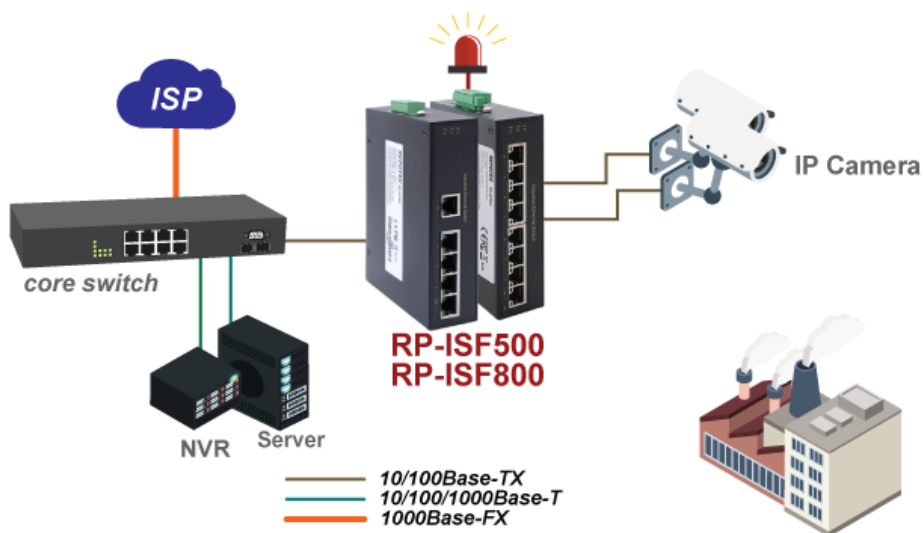 ISP
IP Camera
core switch
RP-ISF500
RP-ISF800
NVR
Server
10/100Base-TX
10/100/1000Base-T
1000Base-FX